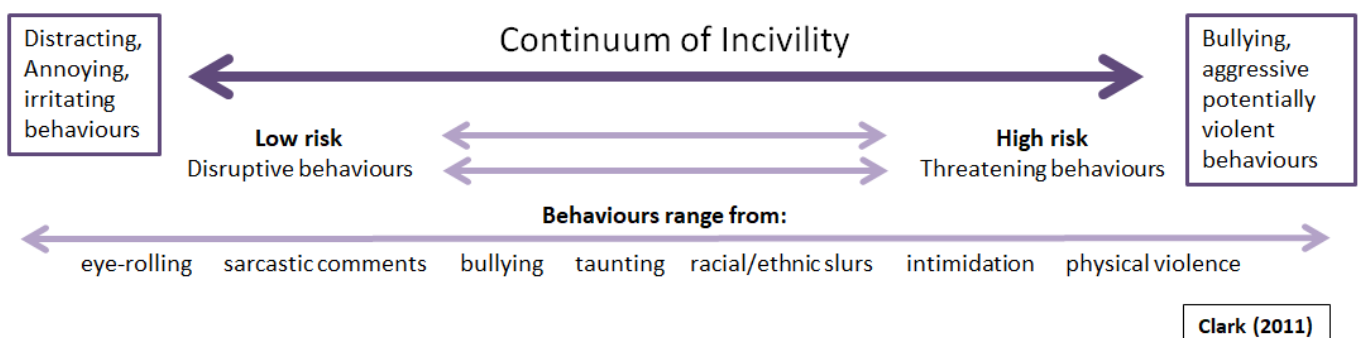 Distracting,
Annoying,
irritating
behaviours
Continuum of Incivility
Bullying,
aggressive
potentially
violent
behaviours
Low risk
Disruptive behaviours
High risk
Threatening behaviours
Behaviours range from:
eye-rolling sarcastic comments bullying taunting racial/ethnic slurs intimidation physical violence
Clark (2011)